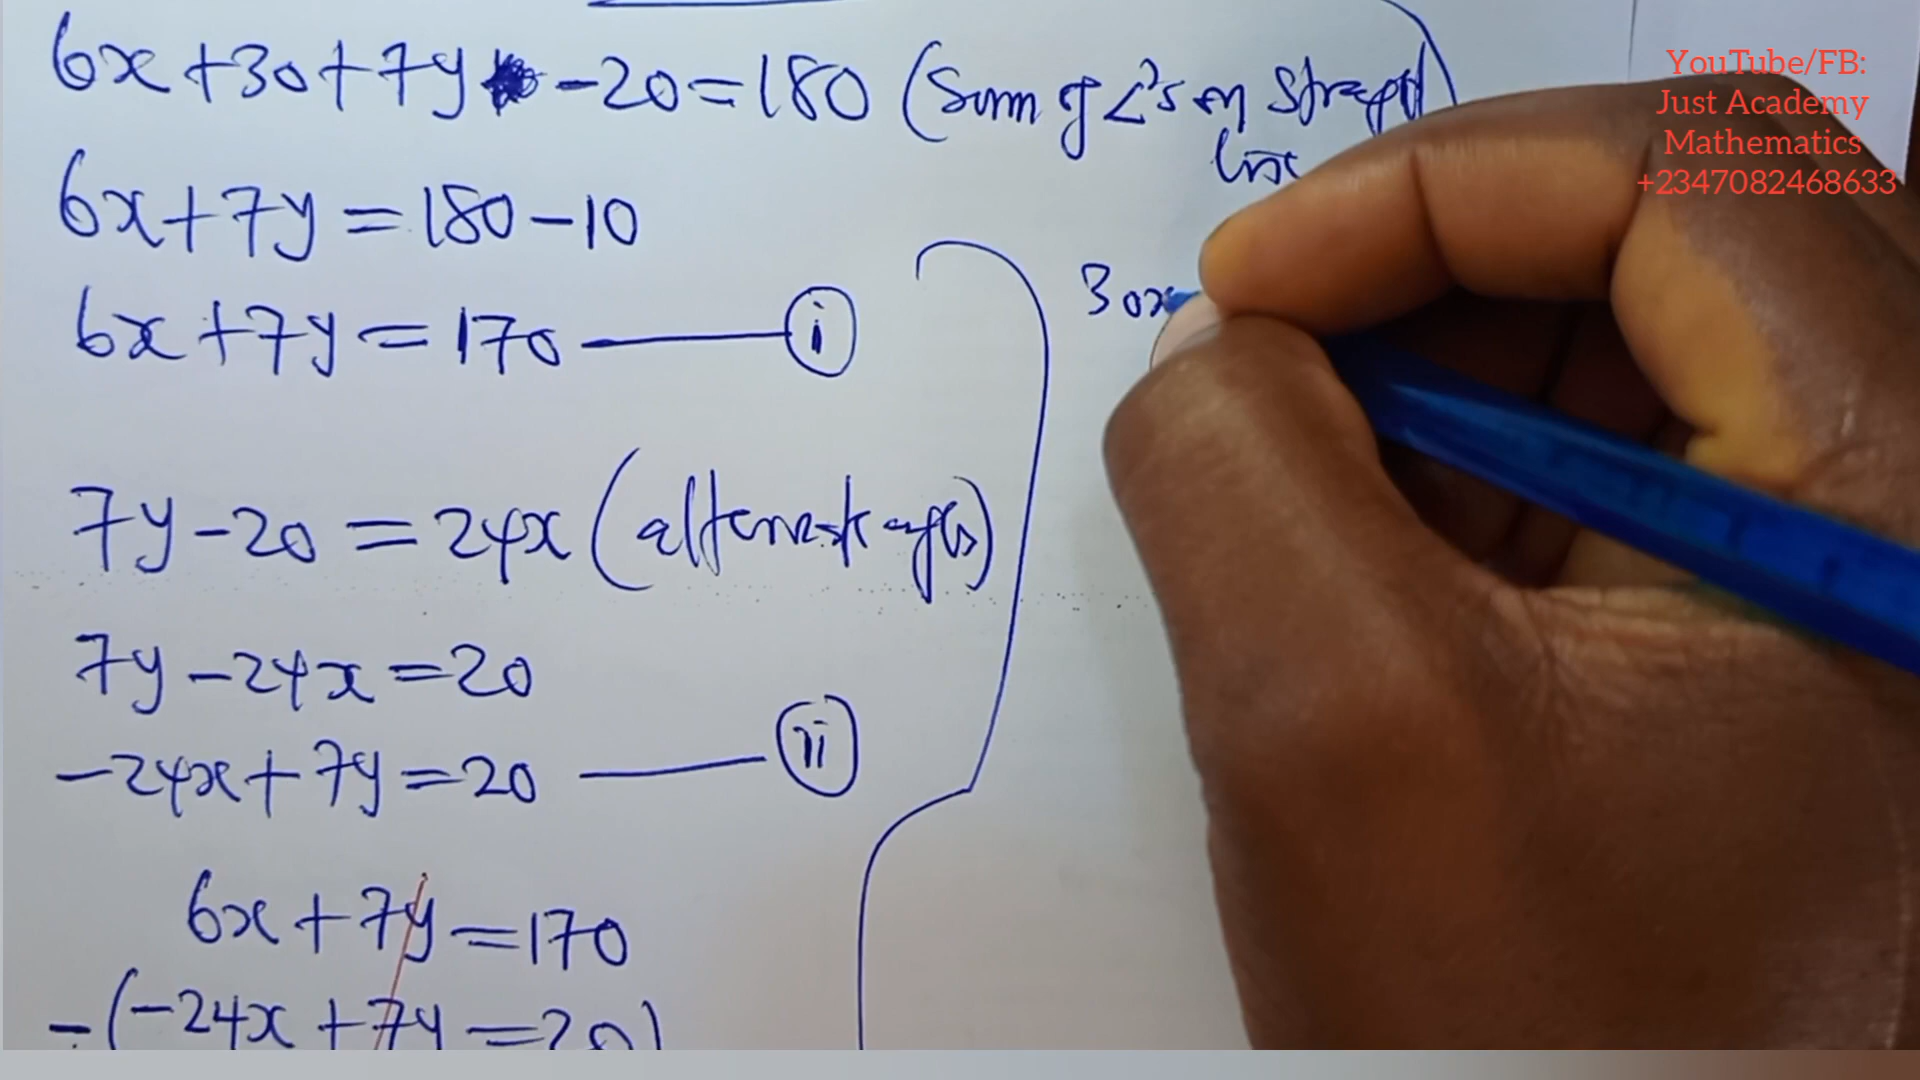 6x+30+7y -20=180 (Sum of <'s on straight
line
6x+7y=180-10
6x+7y=170 (i)
7y-20=24x (alternate angles)
7y-24x=20
-24x+7y=20 (ii)
6x+7y=170
-(-24x+7y=20)
30x
YouTube/FB:
Just Academy
Mathematics
+2347082468633